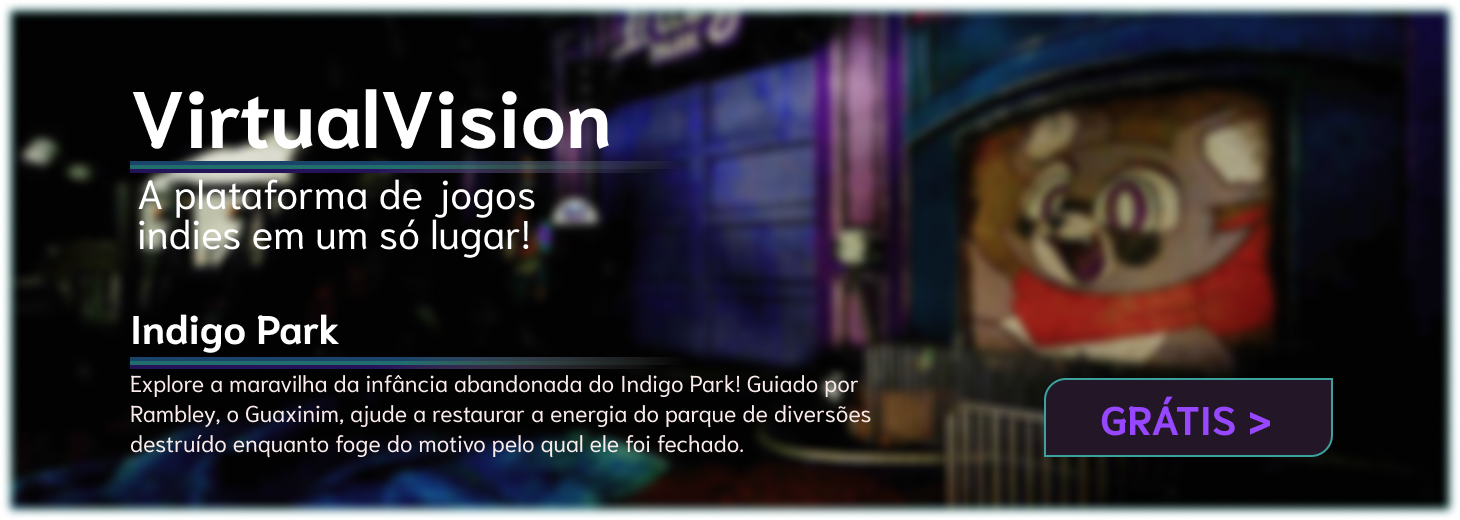 VirtualVision
A plataforma de jogos
indies em um só lugar!
Indigo Park
Explore a maravilha da infância abandonada do Indigo Park! Guiado por
Rambley, o Guaxinim, ajude a restaurar a energia do parque de diversões
destruído enquanto foge do motivo pelo qual ele foi fechado.
GRÁTIS >